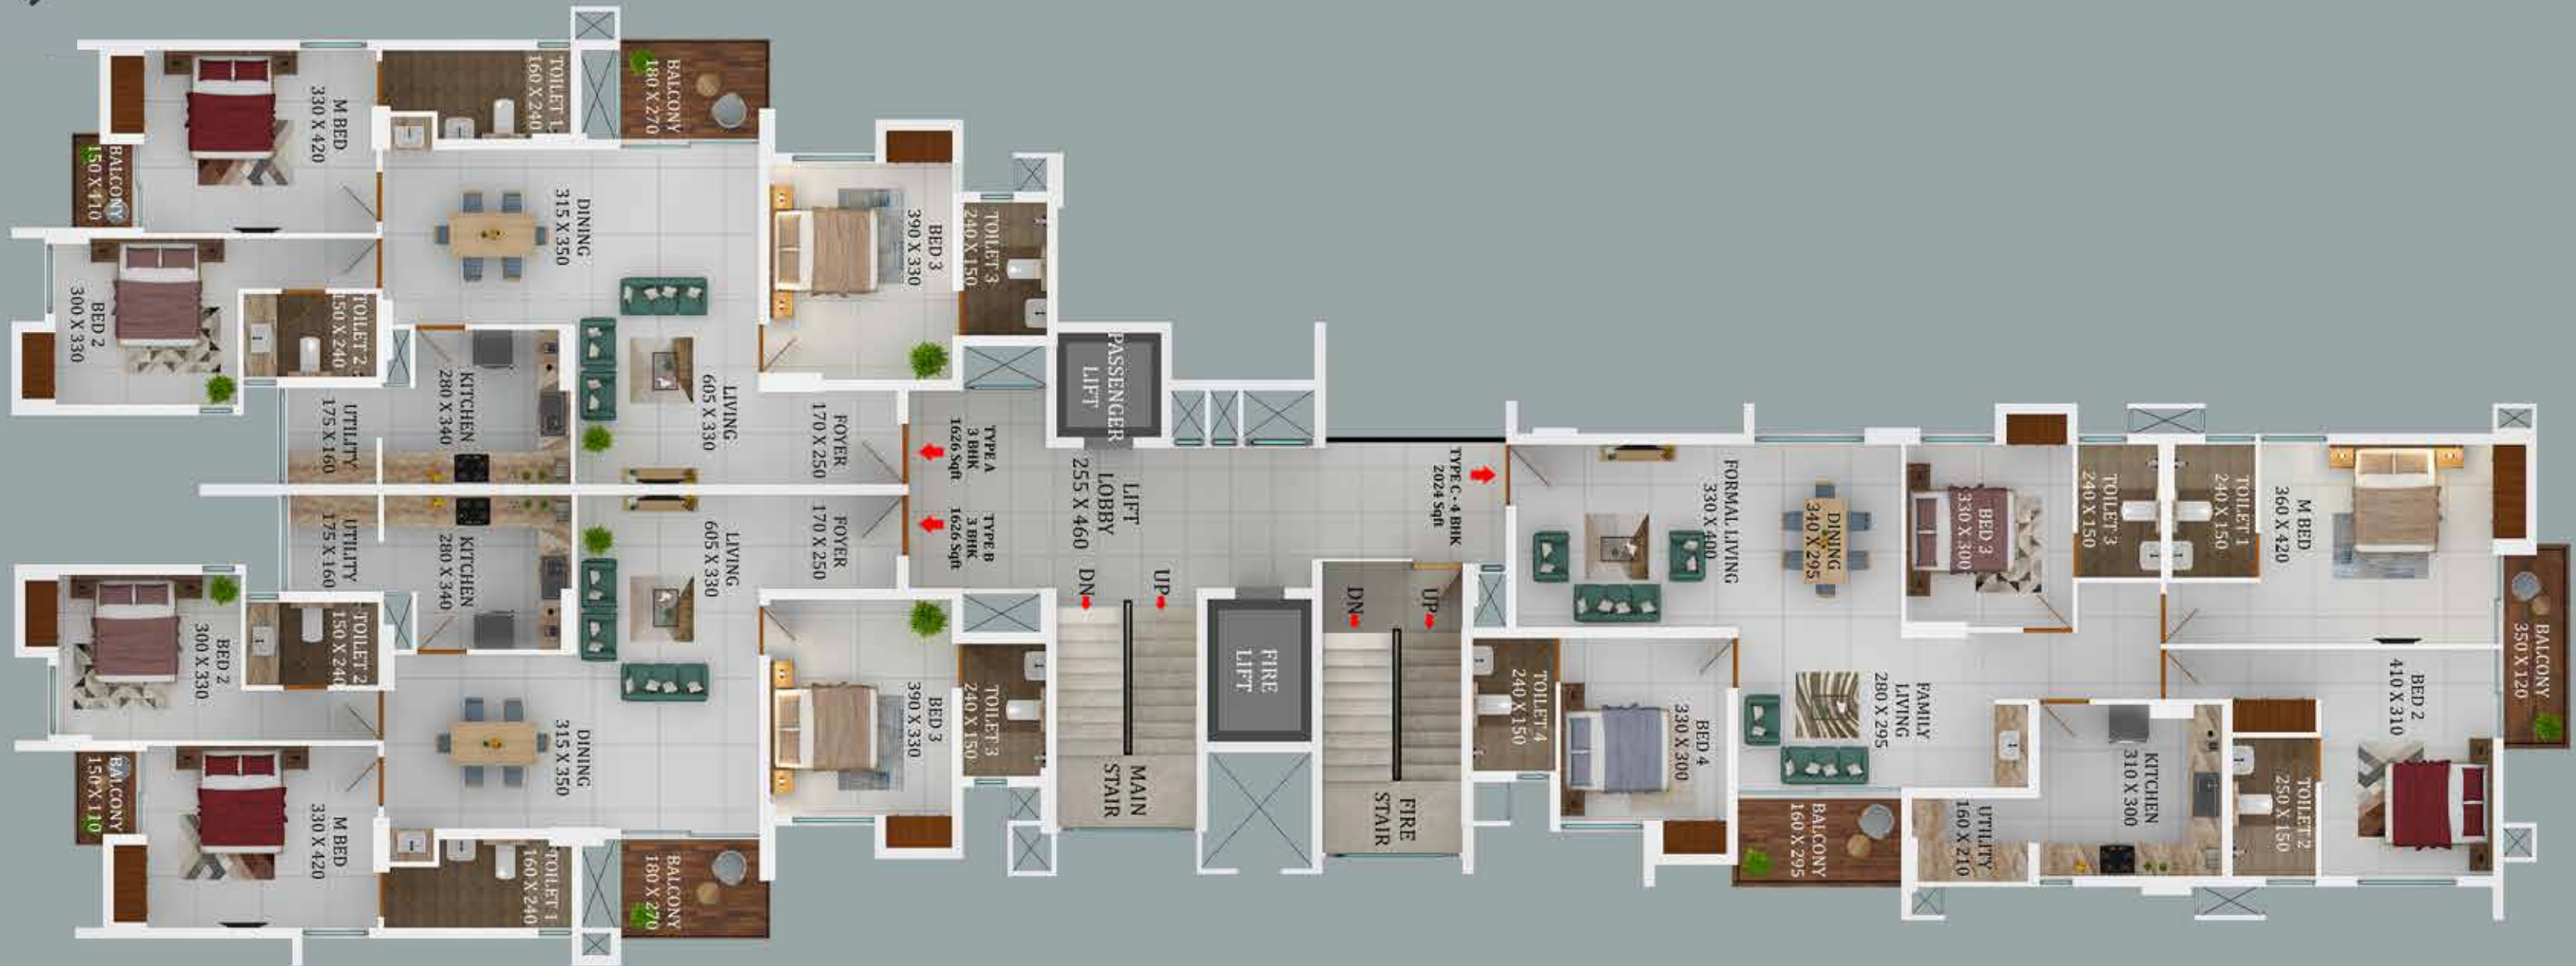 M BED
330 X 420
TOILET 1
160 X 240
BALCONY
180 X 270
BALCONY
150 X 110
DINING
315 X 350
BED 3
390 X 330
TOILET 3
240 X 150
BED 2
300 X 330
TOILET 2
150 X 240
KITCHEN
280 X 340
UTILITY
175 X 160
LIVING
605 X 330
FOYER
170 X 250
TYPE A
3 BHK
1626 Sqft
PASSENGER
LIFT
LIFT
LOBBY
255 X 460
TYPE B
3 BHK
1626 Sqft
FOYER
170 X 250
LIVING
605 X 330
KITCHEN
280 X 340
UTILITY
175 X 160
BED 2
300 X 330
TOILET 2
150 X 240
DINING
315 X 350
BED 3
390 X 330
TOILET 3
240 X 150
BALCONY
150 X 110
M BED
330 X 420
TOILET 1
160 X 240
BALCONY
180 X 270
DN
UP
MAIN
STAIR
FIRE
LIFT
DN
UP
FIRE
STAIR
TYPE C - 4 BHK
2024 Sqft
FORMAL LIVING
330 X 400
DINING
340 X 295
BED 3
330 X 300
TOILET 3
240 X 150
TOILET 1
240 X 150
M BED
360 X 420
BALCONY
350 X 120
TOILET 4
240 X 150
BED 4
330 X 300
FAMILY
LIVING
280 X 295
BALCONY
160 X 295
UTILITY
160 X 210
KITCHEN
310 X 300
TOILET 2
250 X 150
BED 2
410 X 310